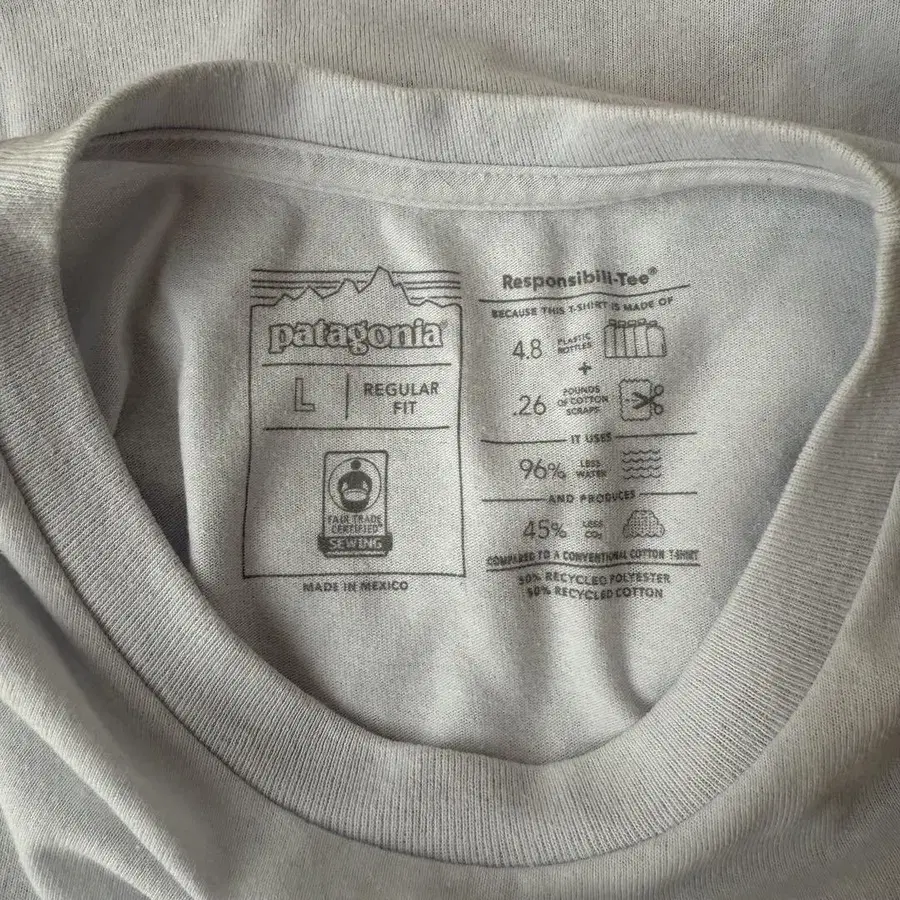 patagonia®
L
REGULAR
FIT
FAIR TRADE
CERTIFIED™
SEWING
MADE IN MEXICO
Responsibili-Tee®
BECAUSE THIS T-SHIRT IS MADE OF
4.8 PLASTIC
BOTTLES
+
.26 POUNDS
OF COTTON
SCRAPS
IT USES
96% LESS
WATER
AND PRODUCES
45% LESS
CO₂
COMPARED TO A CONVENTIONAL COTTON T-SHIRT
50% RECYCLED POLYESTER
50% RECYCLED COTTON